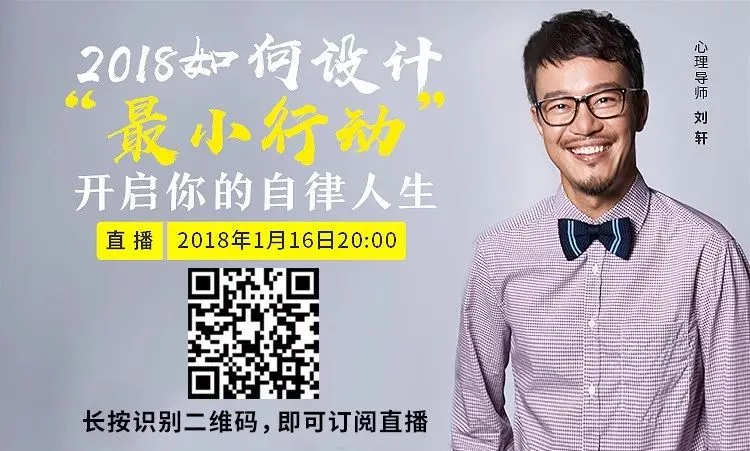 2018如何设计
“最小行动”
开启你的自律人生
直播 2018年1月16日20:00
长按识别二维码,即可订阅直播
心理导师 刘轩